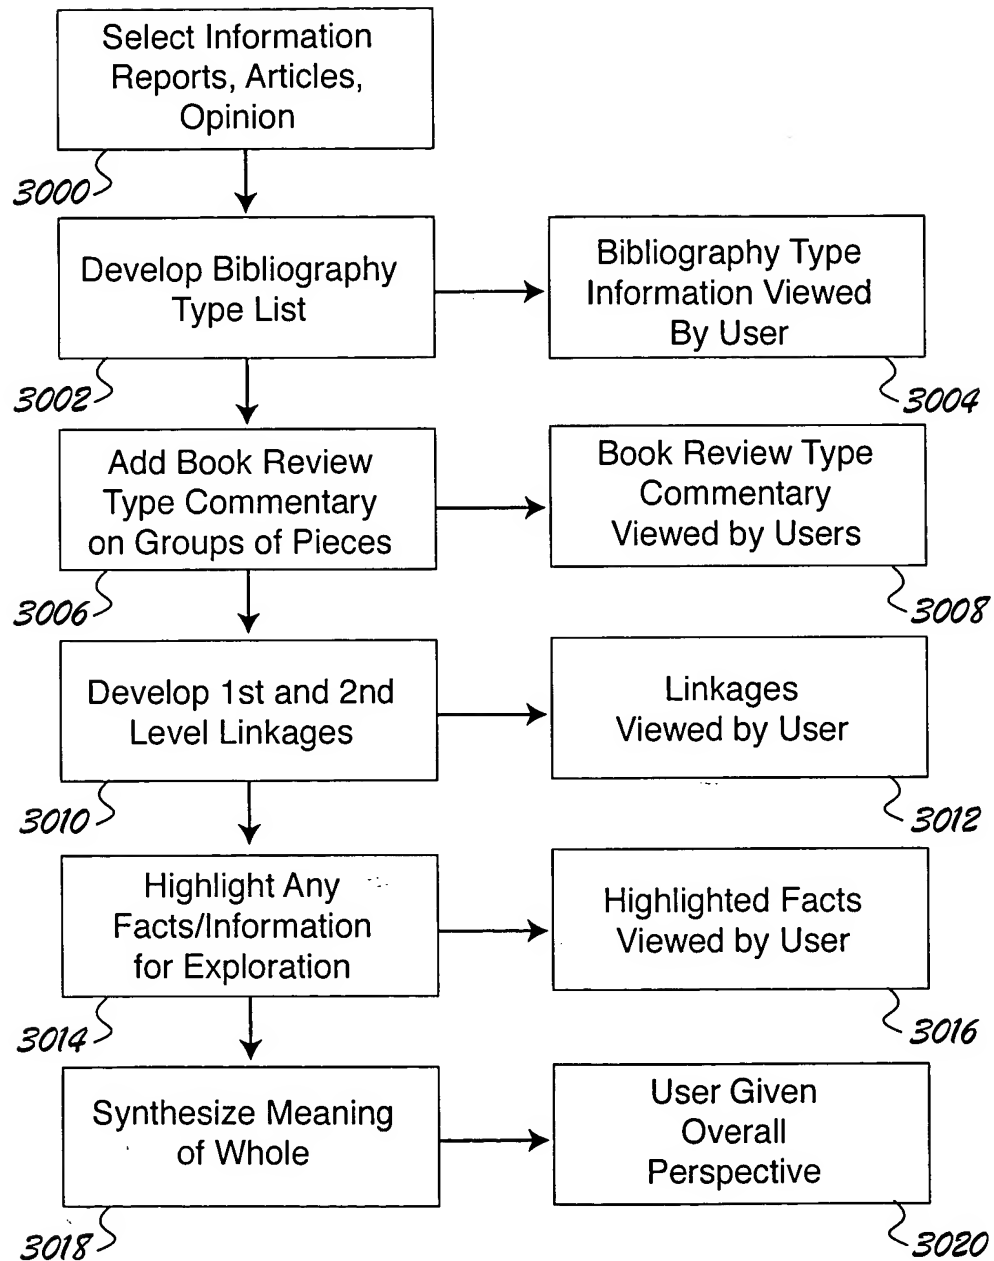 Select Information
Reports, Articles,
Opinion
3000
Develop Bibliography
Type List
3002
Bibliography Type
Information Viewed
By User
3004
Add Book Review
Type Commentary
on Groups of Pieces
3006
Book Review Type
Commentary
Viewed by Users
3008
Develop 1st and 2nd
Level Linkages
3010
Linkages
Viewed by User
3012
Highlight Any
Facts/Information
for Exploration
3014
Highlighted Facts
Viewed by User
3016
Synthesize Meaning
of Whole
3018
User Given
Overall
Perspective
3020